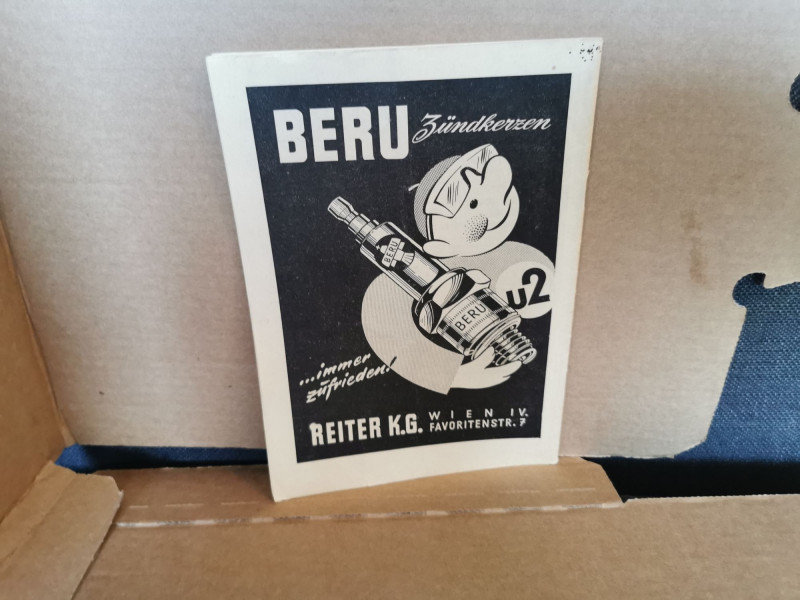 BERU Zündkerzen
BERU
u2
BERU
...immer
zufrieden!
REITER K.G. WIEN IV.
FAVORITENSTR. 7